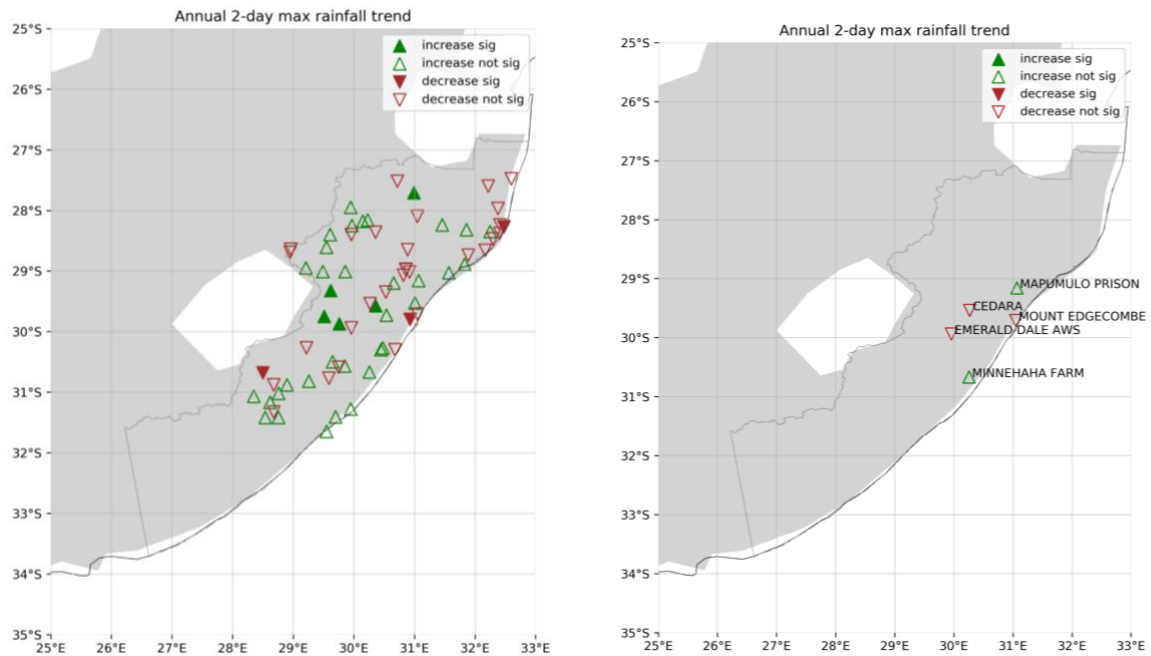 Annual 2-day max rainfall trend
increase sig
increase not sig
decrease sig
decrease not sig
25°S
26°S
27°S
28°S
29°S
30°S
31°S
32°S
33°S
34°S
35°S
25°E 26°E 27°E 28°E 29°E 30°E 31°E 32°E 33°E
Annual 2-day max rainfall trend
increase sig
increase not sig
decrease sig
decrease not sig
25°S
26°S
27°S
28°S
29°S
MAPUMULO PRISON
CEDARA
MOUNT EDGECOMBE
EMERALD DALE AWS
30°S
MINNEHAHA FARM
31°S
32°S
33°S
34°S
35°S
25°E 26°E 27°E 28°E 29°E 30°E 31°E 32°E 33°E